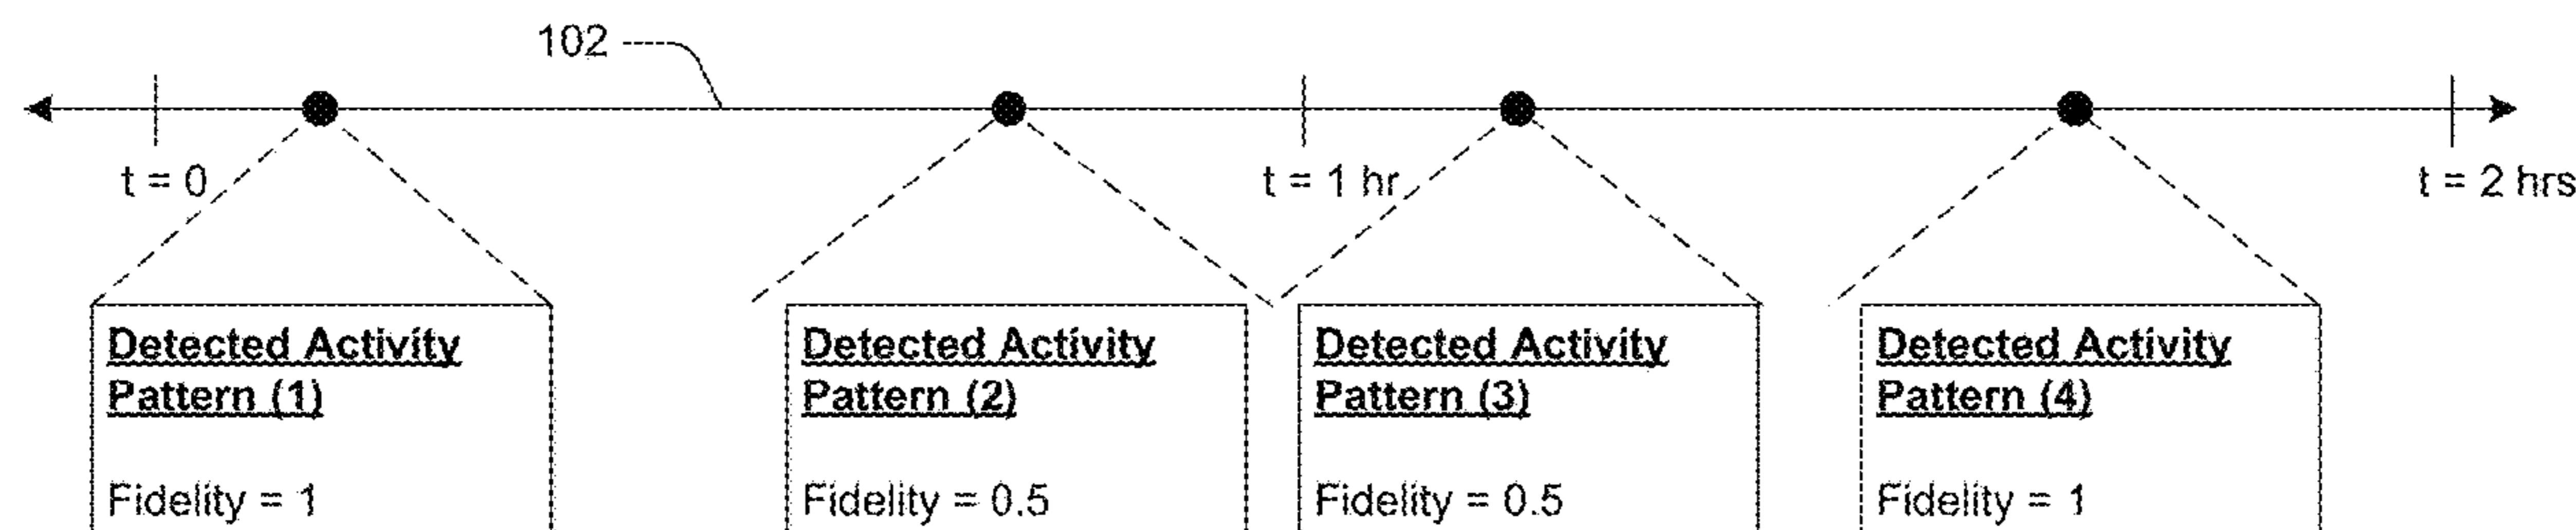 102
t = 0
t = 1 hr
t = 2 hrs
Detected Activity
Pattern (1)
Fidelity = 1
Detected Activity
Pattern (2)
Fidelity = 0.5
Detected Activity
Pattern (3)
Fidelity = 0.5
Detected Activity
Pattern (4)
Fidelity = 1